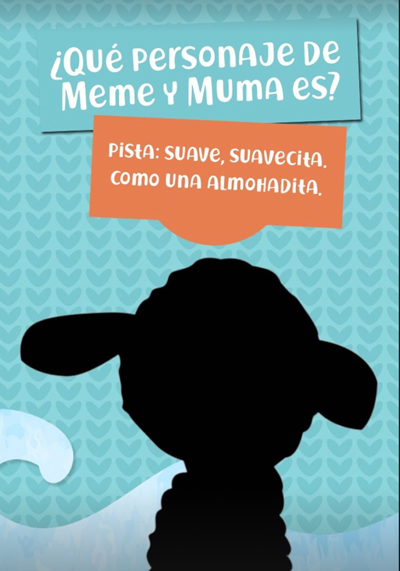 ¿Qué personaje de
Meme y Muma es?
Pista: suave, suavecita.
Como una almohadita.